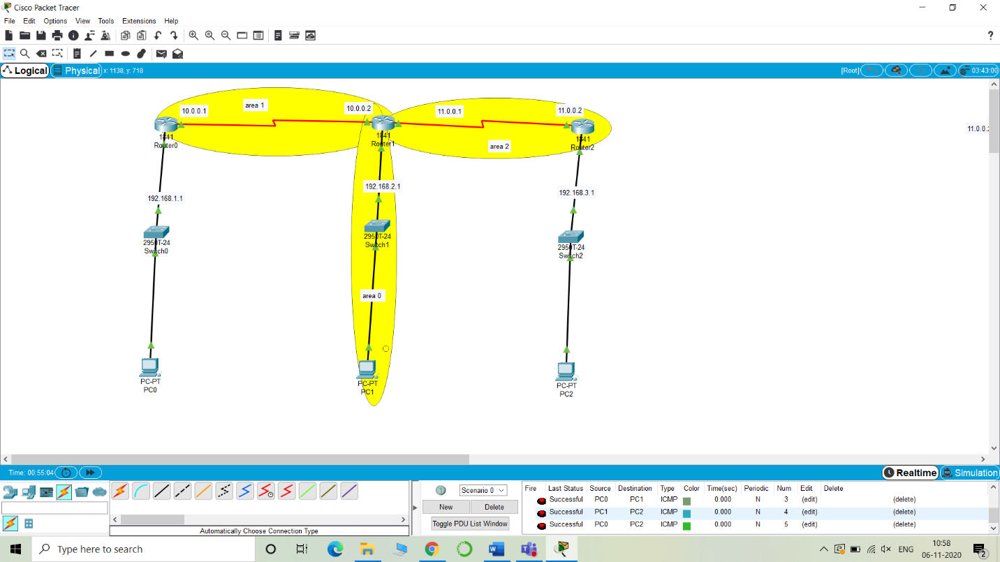 Cisco Packet Tracer
File Edit Options View Tools Extensions Help
?
Logical Physical x: 1138, y: 718 [Root] 03:43:00
area 1
10.0.0.1
10.0.0.2
11.0.0.1
11.0.0.2
11.0.0.2
1841
Router0
1841
Router1
1841
Router2
area 2
192.168.1.1
192.168.2.1
192.168.3.1
2950T-24
Switch0
2950T-24
Switch1
2950T-24
Switch2
area 0
PC-PT
PC0
PC-PT
PC1
PC-PT
PC2
Time: 00:55:04 Realtime Simulation
Scenario 0
New Delete
Toggle PDU List Window
Automatically Choose Connection Type
Fire Last Status Source Destination Type Color Time(sec) Periodic Num Edit Delete
Successful PC0 PC1 ICMP 0.000 N 3 (edit) (delete)
Successful PC1 PC2 ICMP 0.000 N 4 (edit) (delete)
Successful PC0 PC2 ICMP 0.000 N 5 (edit) (delete)
Type here to search
ENG
10:58
06-11-2020
2